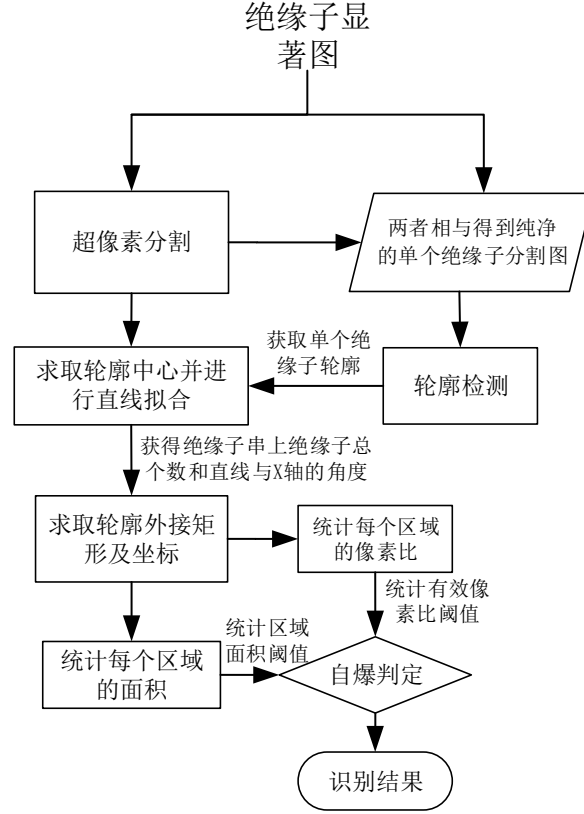 绝缘子显
著图
超像素分割
两者相与得到纯净
的单个绝缘子分割图
获取单个绝
缘子轮廓
求取轮廓中心并进
行直线拟合
轮廓检测
获得绝缘子串上绝缘子总
个数和直线与X轴的角度
求取轮廓外接矩
形及坐标
统计每个区域
的像素比
统计有效像
素比阈值
统计区域
面积阈值
统计每个区域
的面积
自爆判定
识别结果